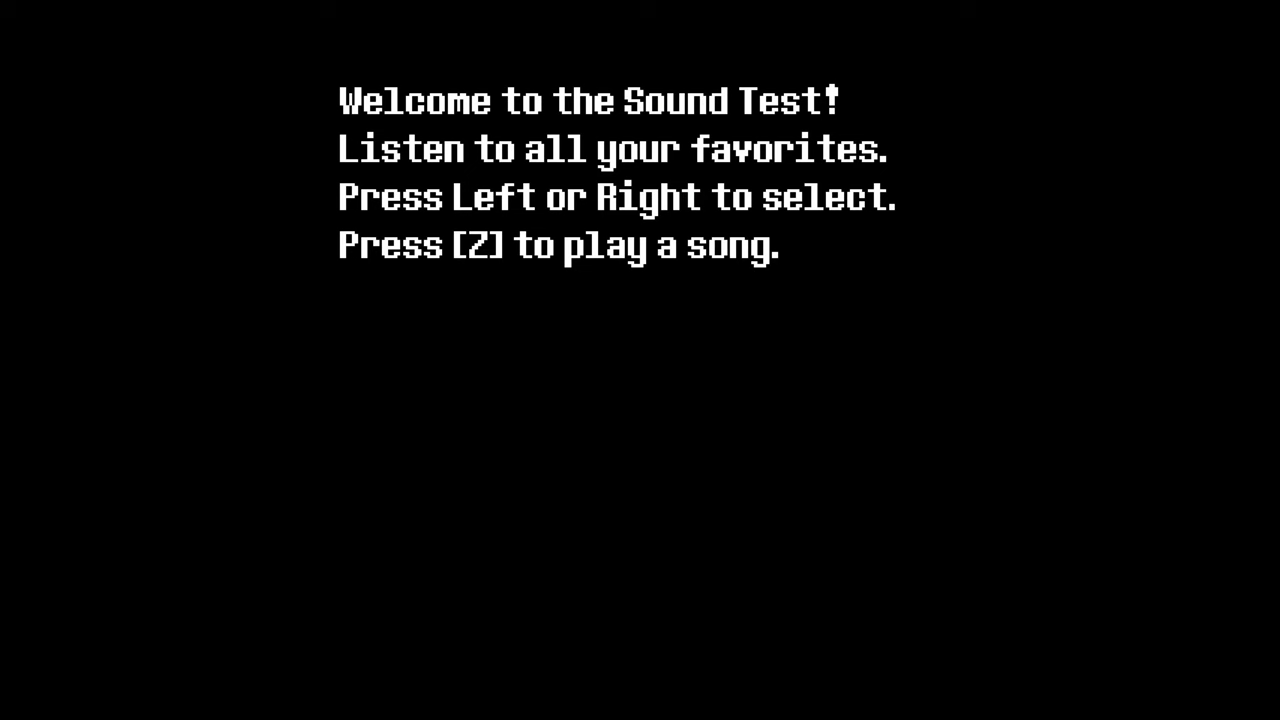 Welcome to the Sound Test!
Listen to all your favorites.
Press Left or Right to select.
Press [Z] to play a song.